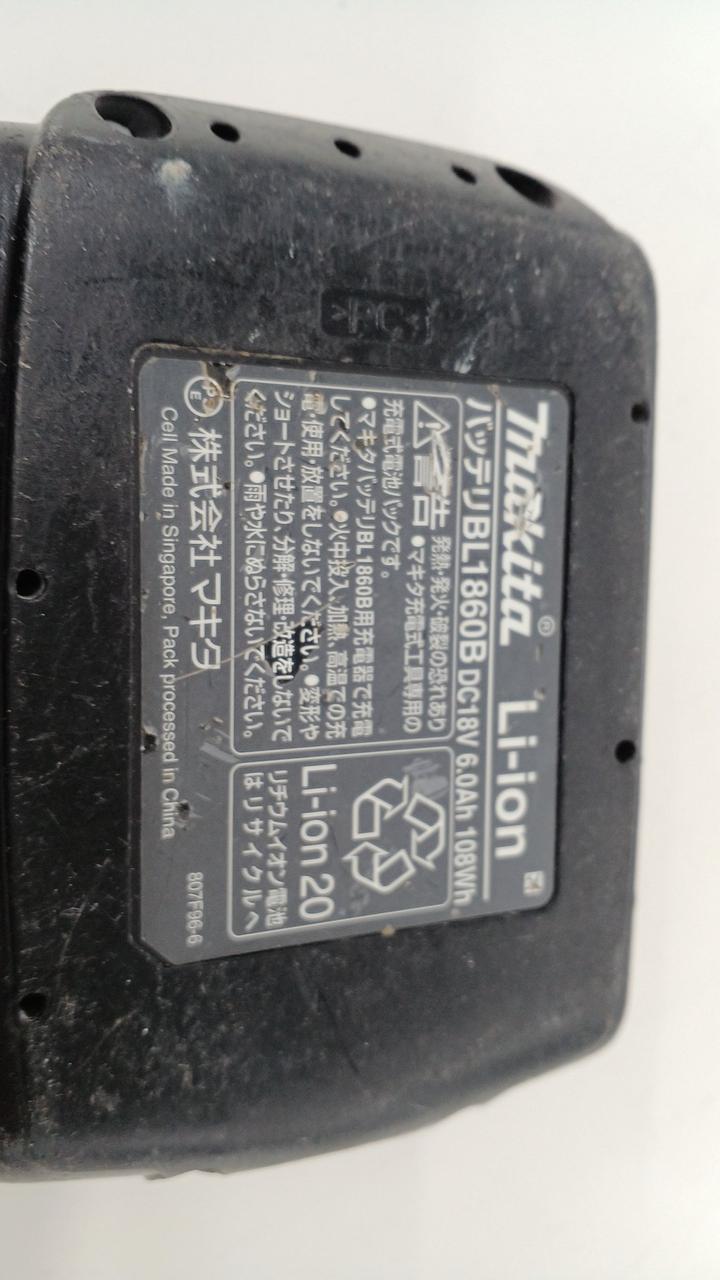 >PC<
Makita® Li-ion
バッテリBL1860B DC18V 6.0Ah 108Wh
警告 発熱・発火・破裂の恐れあり
●マキタ充電式工具専用の
充電式電池パックです。
●マキタバッテリBL1860B用充電器で充電
してください。●火中投入、加熱、高温での充
電・使用・放置をしないでください。●変形や
ショートさせたり、分解・修理・改造をしないで
ください。●雨や水にぬらさないでください。
Li-ion 20
リチウムイオン電池
はリサイクルへ
PSE 株式会社マキタ
Cell Made in Singapore, Pack processed in China
807F96-6